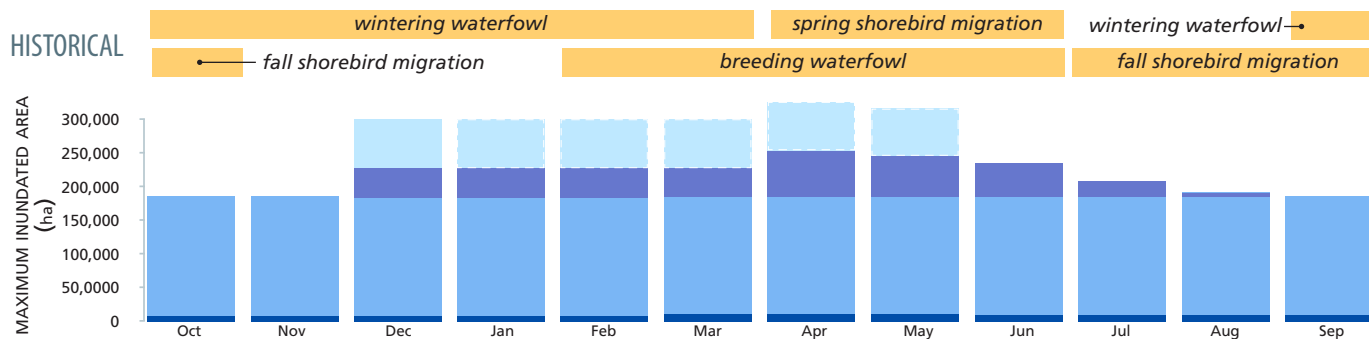 HISTORICAL
wintering waterfowl
spring shorebird migration
wintering waterfowl
fall shorebird migration
breeding waterfowl
fall shorebird migration
MAXIMUM INUNDATED AREA
(ha)
300,000
250,000
200,000
150,000
100,000
50,0000
0
Oct Nov Dec Jan Feb Mar Apr May Jun Jul Aug Sep